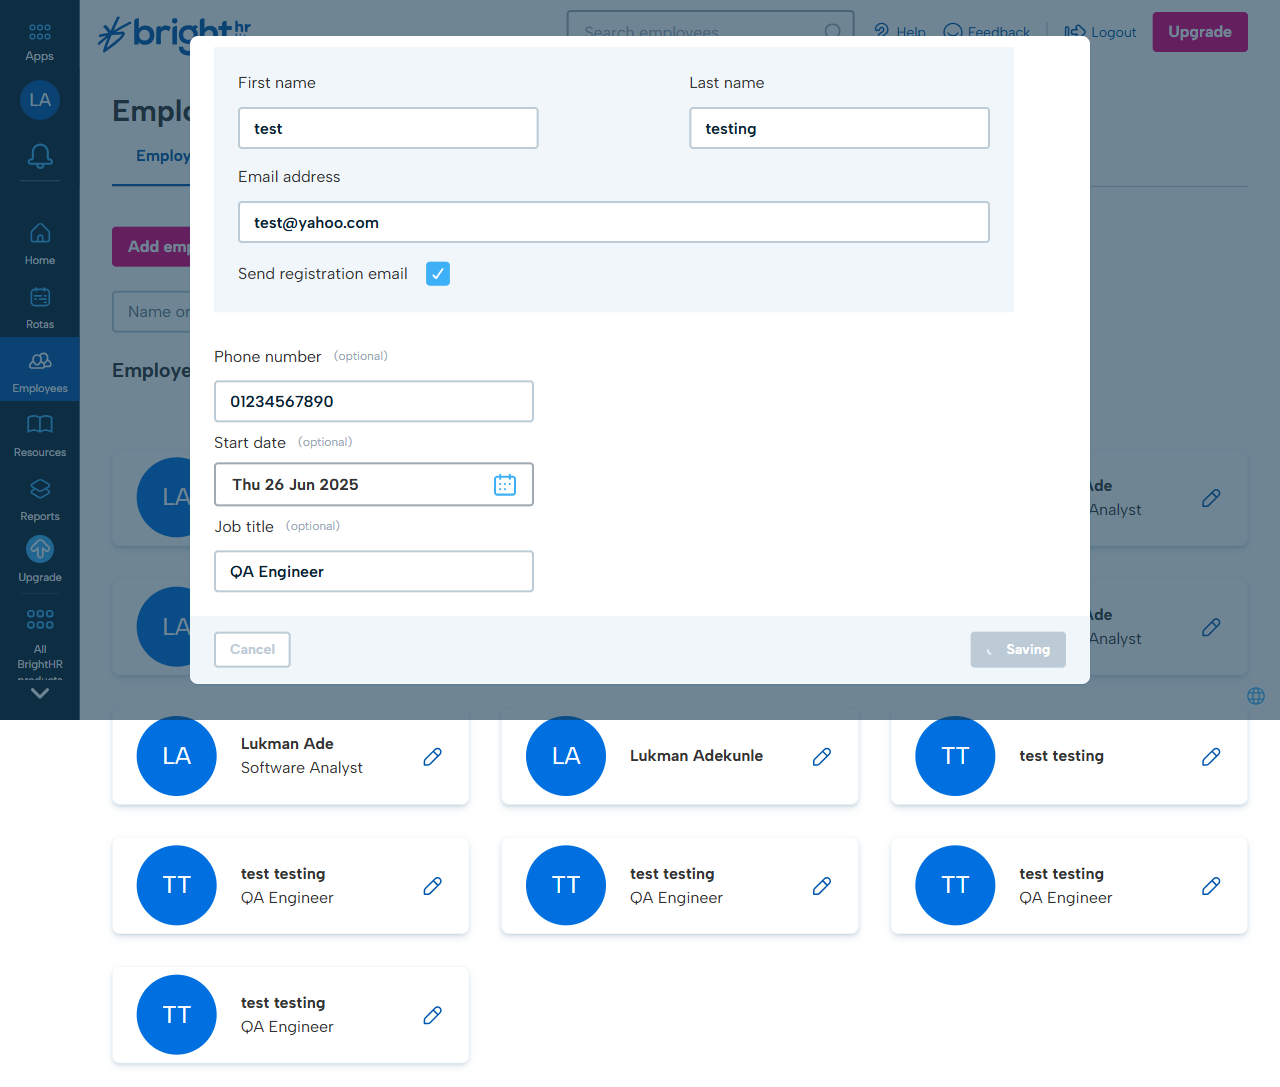 Apps
bright hr
Search employees
Help
Feedback
Logout
Upgrade
LA
Emplo
Employ
Add emp
Name or
Employe
Home
Rotas
Employees
Resources
Reports
Upgrade
All
BrightHR
products
First name
Last name
test
testing
Email address
test@yahoo.com
Send registration email
Phone number (optional)
01234567890
Start date (optional)
Thu 26 Jun 2025
Job title (optional)
QA Engineer
Cancel
Saving
LA
Ade
Analyst
LA
Ade
Analyst
LA
Lukman Ade
Software Analyst
LA
Lukman Adekunle
TT
test testing
TT
test testing
QA Engineer
TT
test testing
QA Engineer
TT
test testing
QA Engineer
TT
test testing
QA Engineer